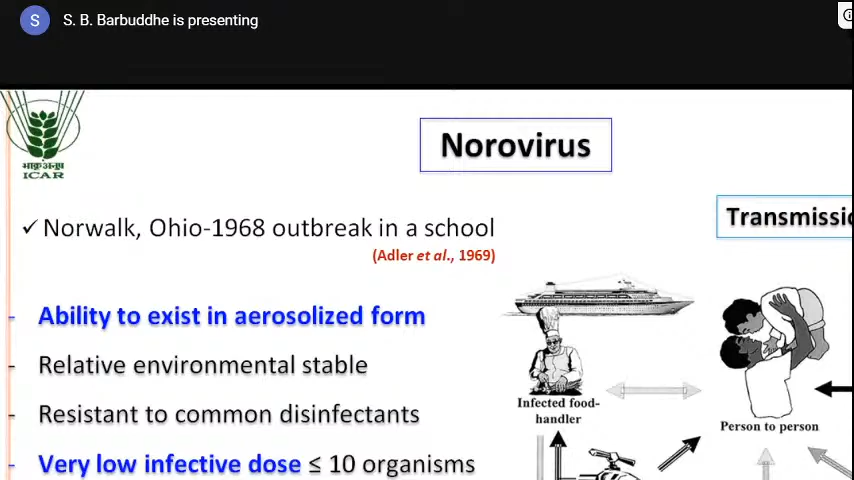 S
S. B. Barbuddhe is presenting
भाकृअनुप
ICAR
Norovirus
✓ Norwalk, Ohio-1968 outbreak in a school
(Adler et al., 1969)
Transmissio
- Ability to exist in aerosolized form
- Relative environmental stable
- Resistant to common disinfectants
- Very low infective dose ≤ 10 organisms
Infected food-
handler
Person to person